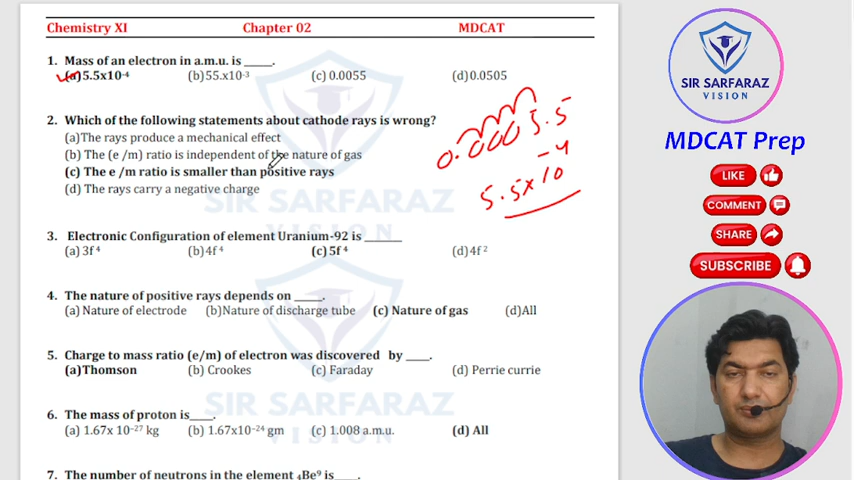 Chemistry XI Chapter 02 MDCAT
1. Mass of an electron in a.m.u. is _____.
(a) 5.5x10⁻⁴ (b) 55.x10⁻³ (c) 0.0055 (d) 0.0505
2. Which of the following statements about cathode rays is wrong?
(a)The rays produce a mechanical effect
(b) The (e /m) ratio is independent of the nature of gas
(c) The e /m ratio is smaller than positive rays
(d) The rays carry a negative charge
3. Electronic Configuration of element Uranium-92 is _______
(a) 3f⁴ (b)4f⁴ (c)5f⁴ (d)4f²
4. The nature of positive rays depends on _____.
(a) Nature of electrode (b)Nature of discharge tube (c) Nature of gas (d)All
5. Charge to mass ratio (e/m) of electron was discovered by ____.
(a)Thomson (b) Crookes (c) Faraday (d) Perrie currie
6. The mass of proton is____.
(a) 1.67x 10⁻²⁷ kg (b) 1.67x10⁻²⁴ gm (c) 1.008 a.m.u. (d) All
7. The number of neutrons in the element ₄Be⁹ is____.
0.0005.5
5.5x10⁻⁴
SIR SARFARAZ
VISION
SIR SARFARAZ
VISION
SIR SARFARAZ
VISION
MDCAT Prep
LIKE
COMMENT
SHARE
SUBSCRIBE